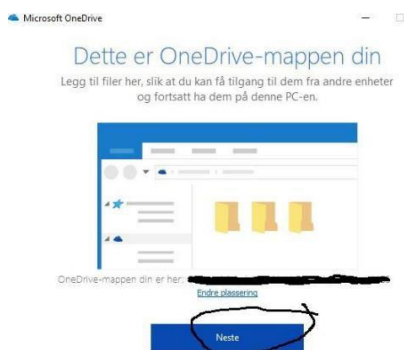 Microsoft OneDrive
Dette er OneDrive-mappen din
Legg til filer her, slik at du kan få tilgang til dem fra andre enheter
og fortsatt ha dem på denne PC-en.
OneDrive-mappen din er her:
Endre plassering
Neste